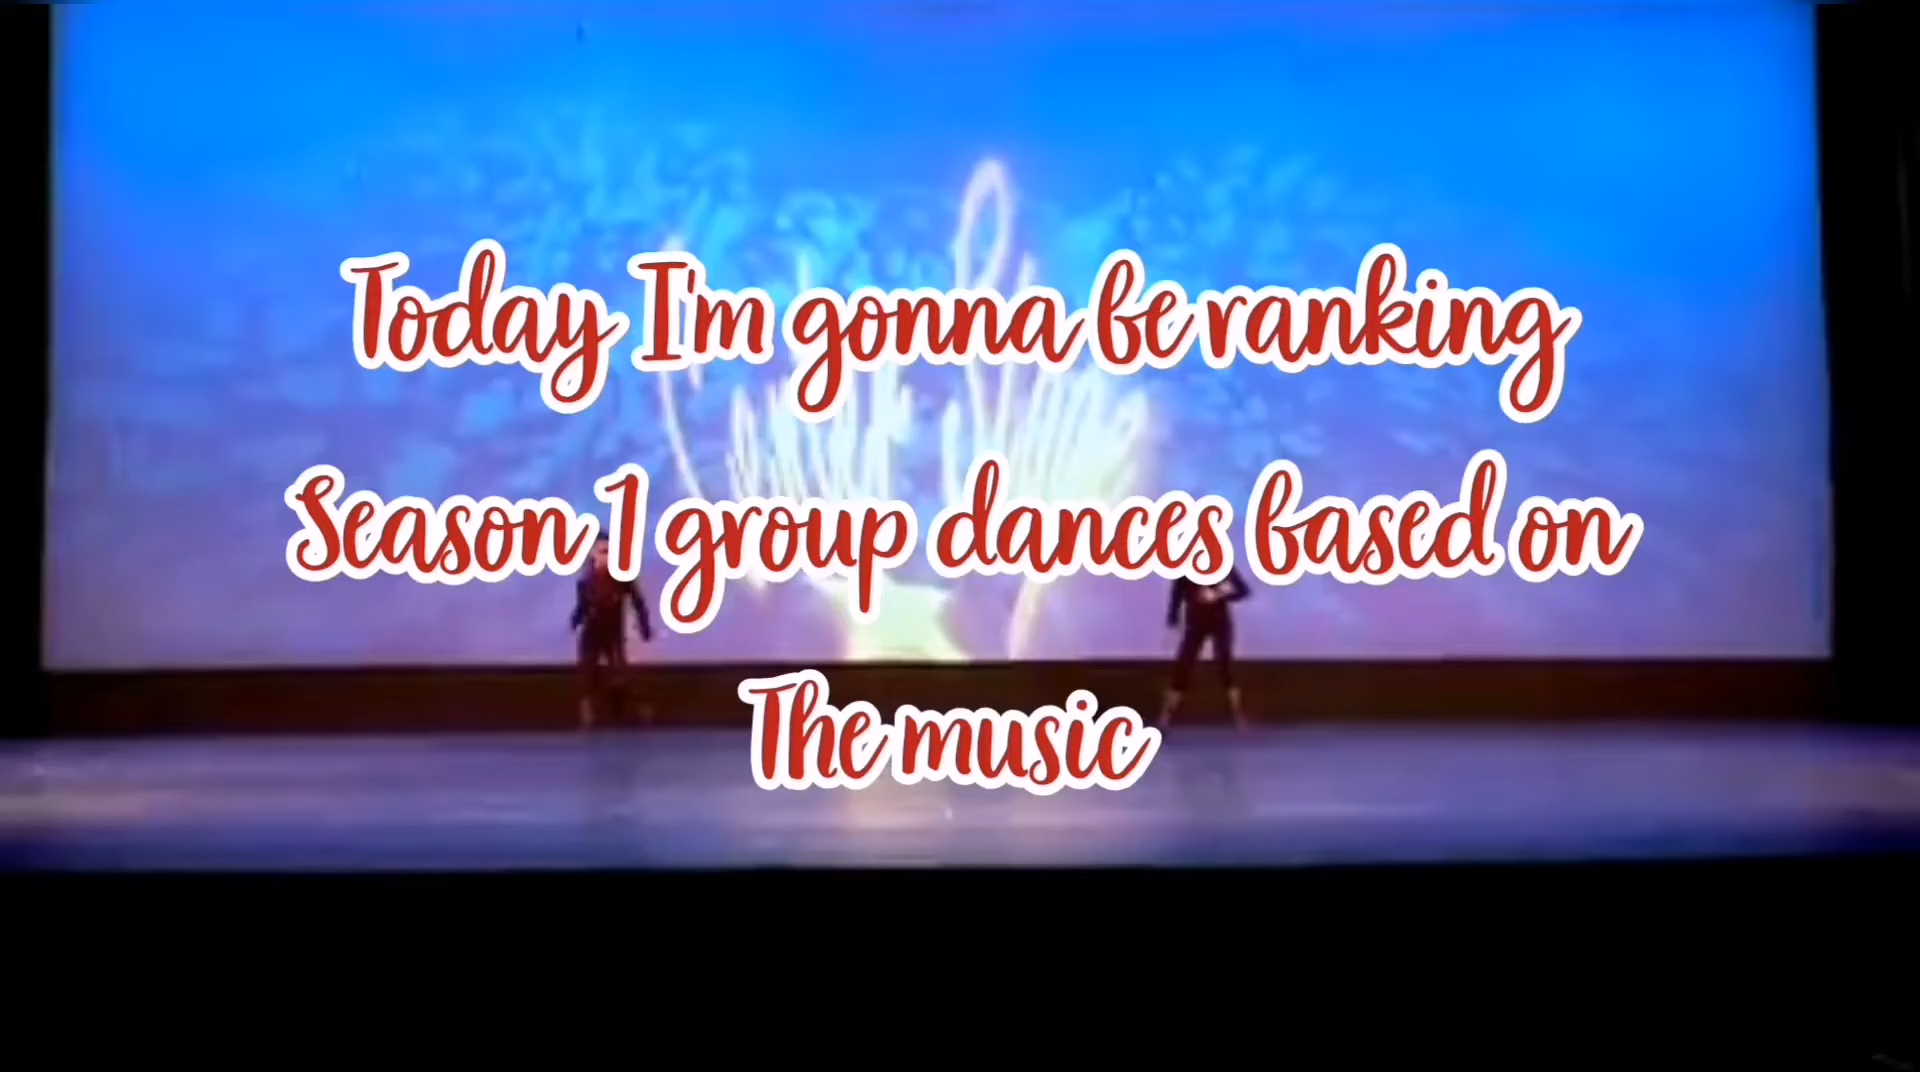 Today I'm gonna be ranking
Season 1 group dances based on
The music